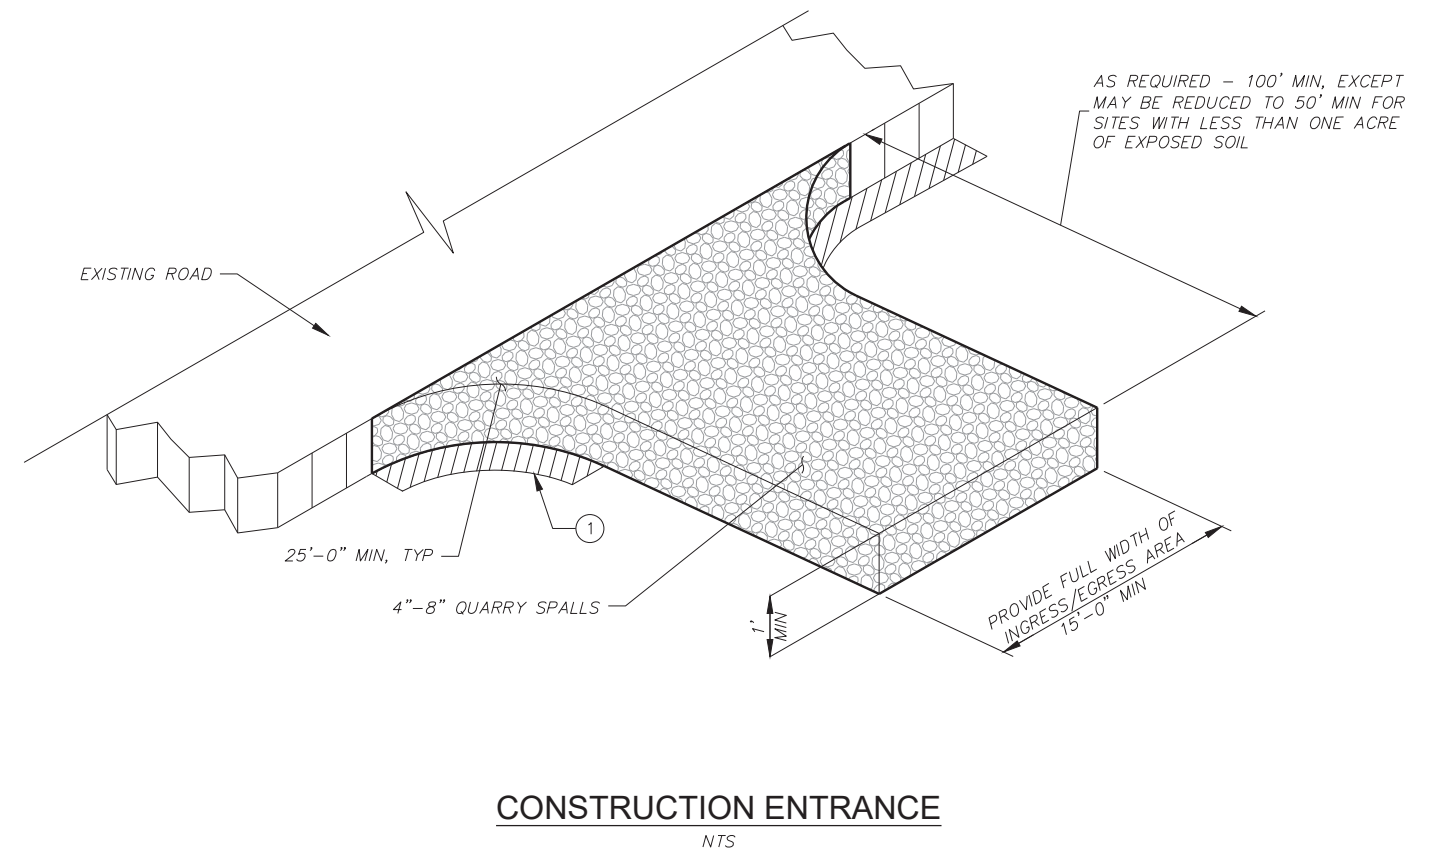 AS REQUIRED – 100' MIN, EXCEPT
MAY BE REDUCED TO 50' MIN FOR
SITES WITH LESS THAN ONE ACRE
OF EXPOSED SOIL
EXISTING ROAD
1
25'–0" MIN, TYP
4"–8" QUARRY SPALLS
1'
MIN
PROVIDE FULL WIDTH OF
INGRESS/EGRESS AREA
15'–0" MIN
CONSTRUCTION ENTRANCE
NTS